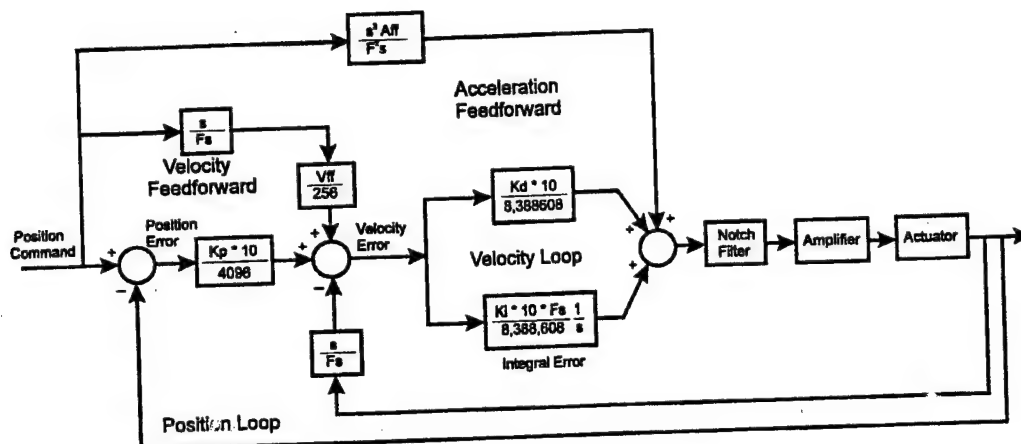 s³ Aff
F²s
Acceleration
Feedforward
s
Fs
Velocity
Feedforward
Vff
256
Kd * 10
8,388608
Position
Command
Position
Error
Kp * 10
4096
Velocity
Error
Velocity Loop
Notch
Filter
Amplifier
Actuator
Ki * 10 * Fs 1
8,388,608 s
Integral Error
s
Fs
Position Loop